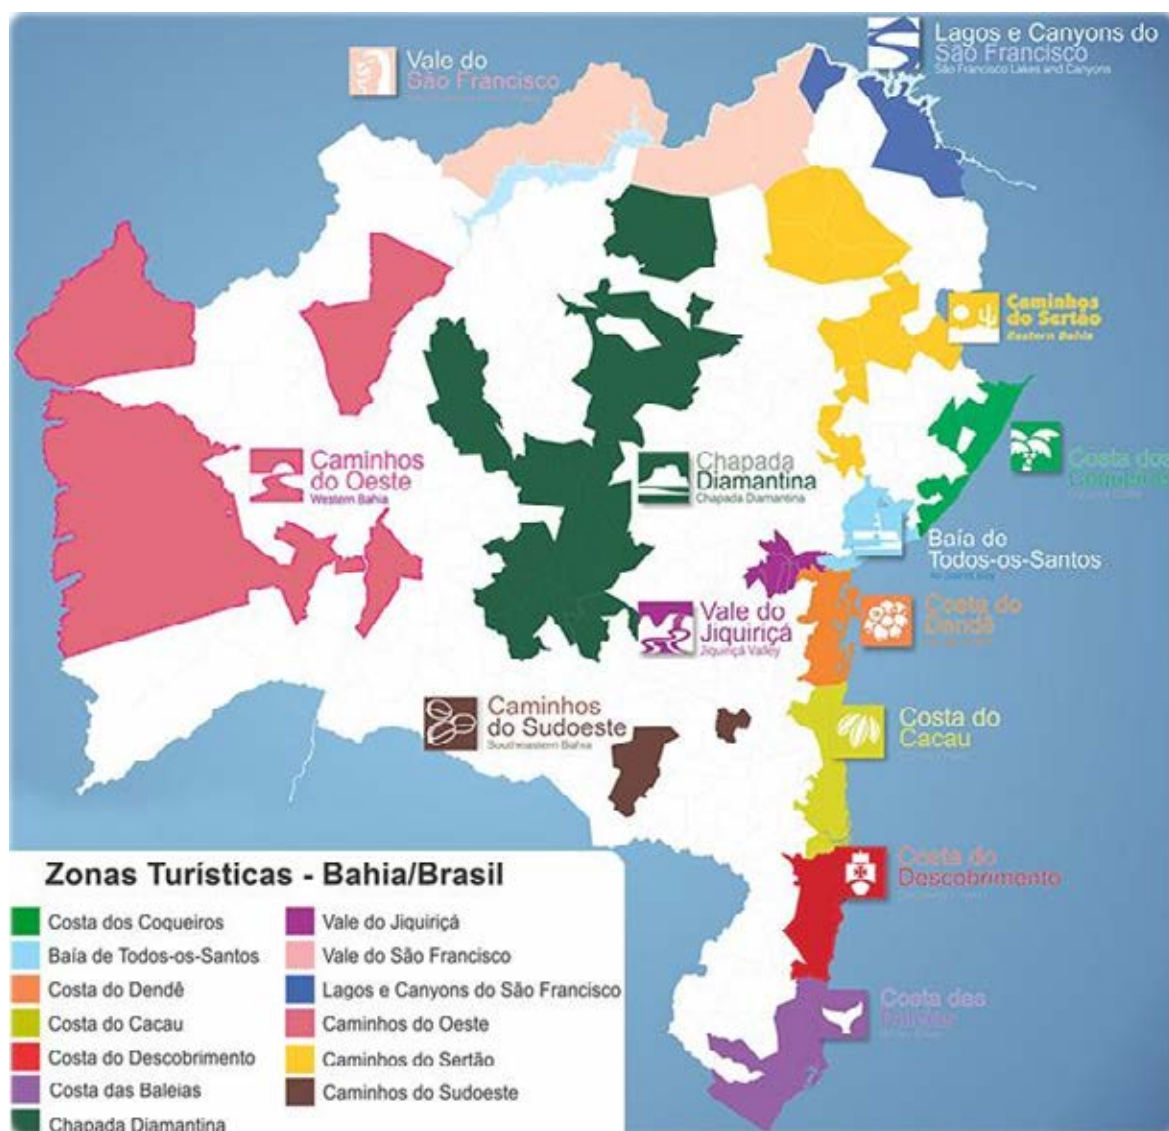 Lagos e Canyons do
São Francisco
São Francisco Lakes and Canyons
Vale do
São Francisco
Caminhos
do Sertão
Eastern Bahia
Caminhos
do Oeste
Western Bahia
Chapada
Diamantina
Chapada Diamantina
Costa dos
Coqueiros
Baía de
Todos-os-Santos
Costa do
Dendê
Vale do
Jiquiriçá
Jiquiriçá Valley
Caminhos
do Sudoeste
Southeastern Bahia
Costa do
Cacau
Costa do
Descobrimento
Costa das
Baleias
Zonas Turísticas - Bahia/Brasil
Costa dos Coqueiros
Baía de Todos-os-Santos
Costa do Dendê
Costa do Cacau
Costa do Descobrimento
Costa das Baleias
Chapada Diamantina
Vale do Jiquiriçá
Vale do São Francisco
Lagos e Canyons do São Francisco
Caminhos do Oeste
Caminhos do Sertão
Caminhos do Sudoeste